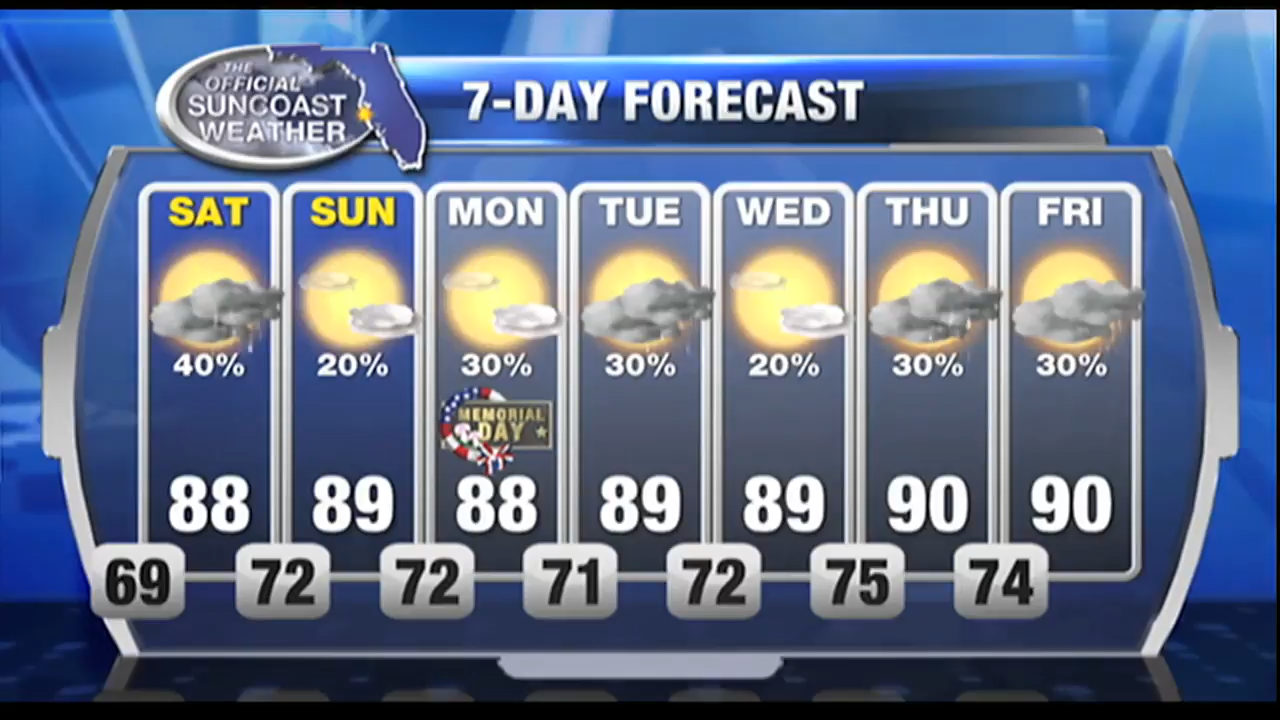 THE
OFFICIAL
SUNCOAST
WEATHER
7-DAY FORECAST
SAT SUN MON TUE WED THU FRI
40% 20% 30% 30% 20% 30% 30%
MEMORIAL
DAY
88 89 88 89 89 90 90
69 72 72 71 72 75 74